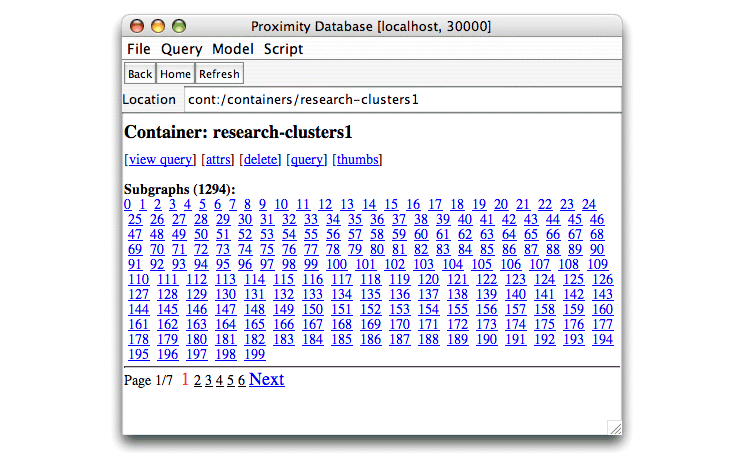 Proximity Database [localhost, 30000]
File Query Model Script
Back Home Refresh
Location cont:/containers/research-clusters1
Container: research-clusters1
[view query] [attrs] [delete] [query] [thumbs]
Subgraphs (1294):
0 1 2 3 4 5 6 7 8 9 10 11 12 13 14 15 16 17 18 19 20 21 22 23 24
25 26 27 28 29 30 31 32 33 34 35 36 37 38 39 40 41 42 43 44 45 46
47 48 49 50 51 52 53 54 55 56 57 58 59 60 61 62 63 64 65 66 67 68
69 70 71 72 73 74 75 76 77 78 79 80 81 82 83 84 85 86 87 88 89 90
91 92 93 94 95 96 97 98 99 100 101 102 103 104 105 106 107 108 109
110 111 112 113 114 115 116 117 118 119 120 121 122 123 124 125 126
127 128 129 130 131 132 133 134 135 136 137 138 139 140 141 142 143
144 145 146 147 148 149 150 151 152 153 154 155 156 157 158 159 160
161 162 163 164 165 166 167 168 169 170 171 172 173 174 175 176 177
178 179 180 181 182 183 184 185 186 187 188 189 190 191 192 193 194
195 196 197 198 199
Page 1/7 1 2 3 4 5 6 Next